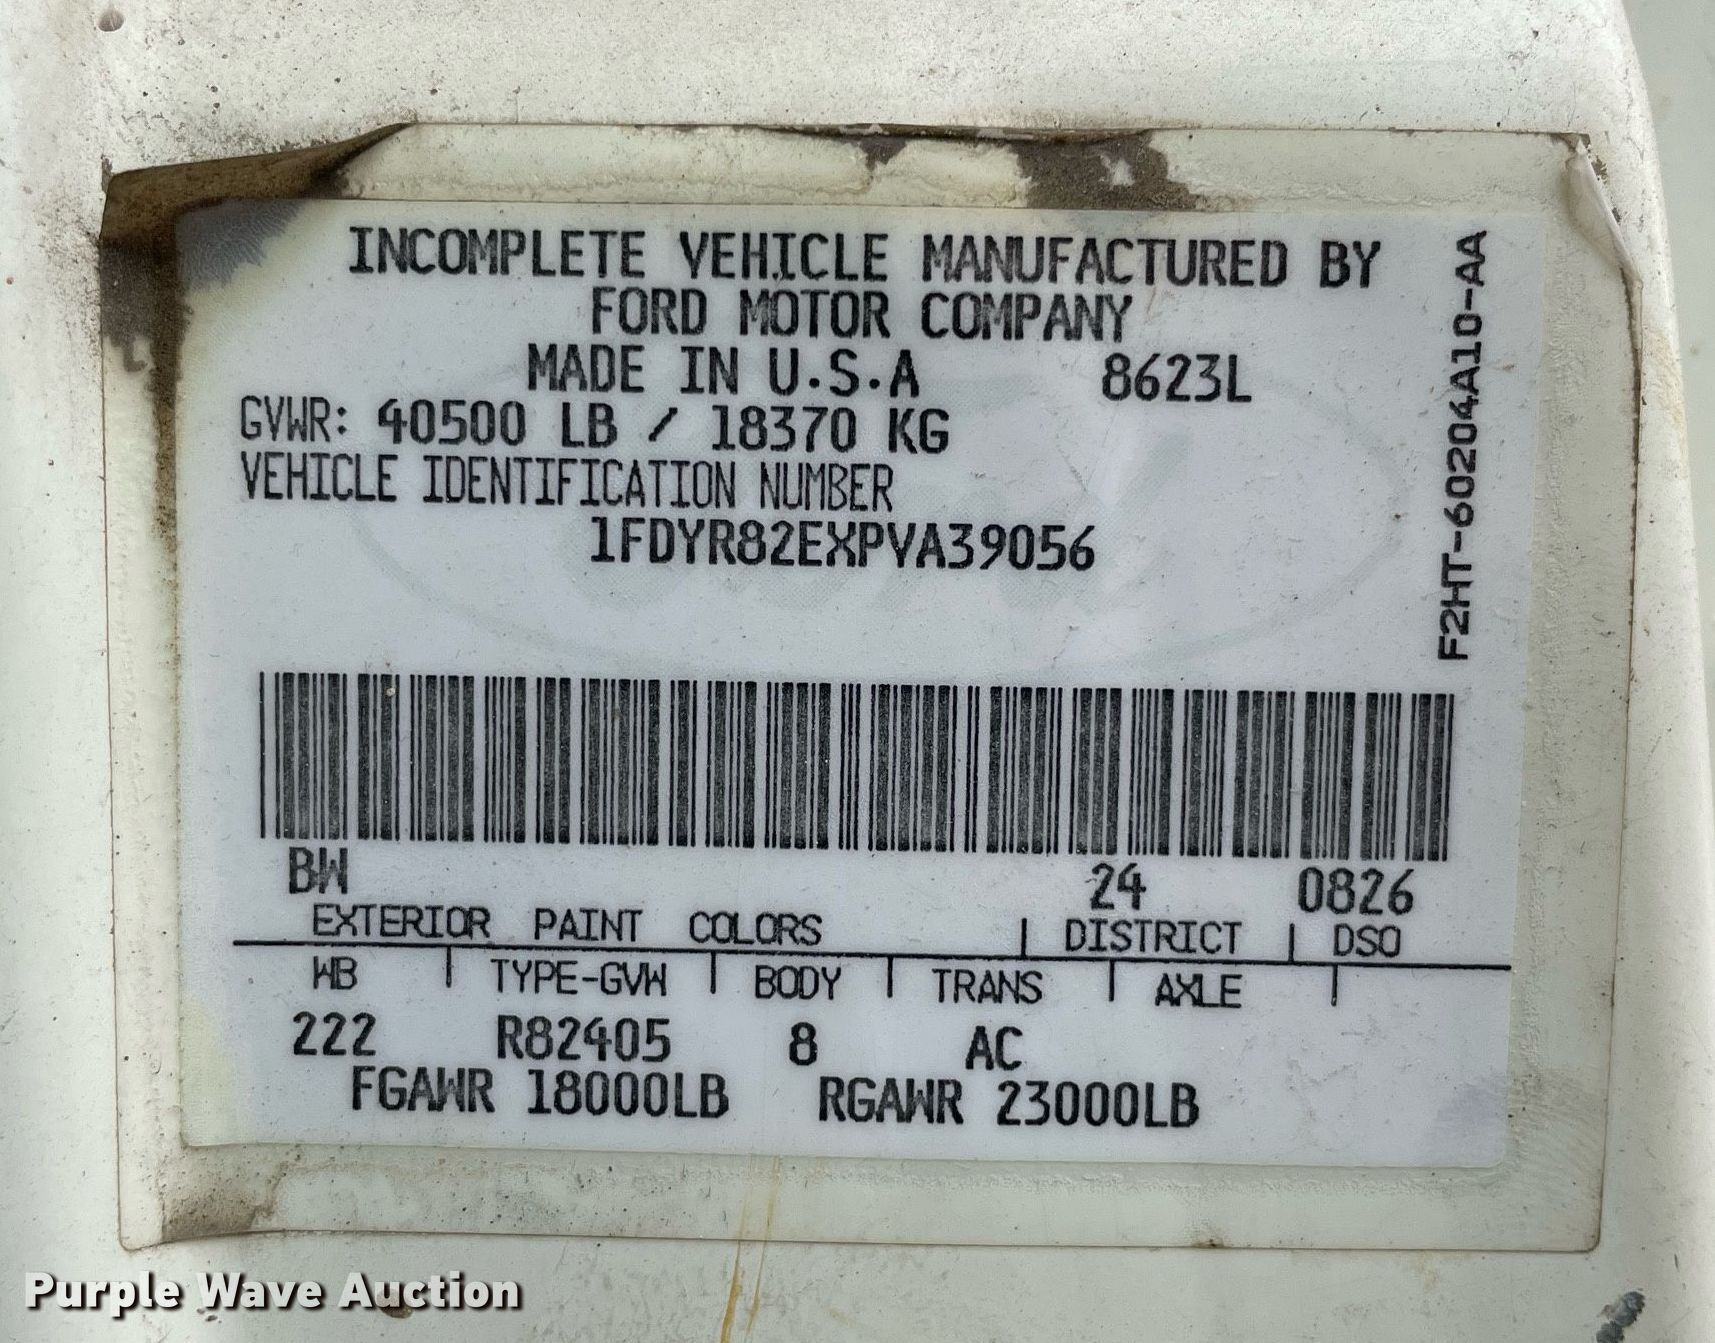 INCOMPLETE VEHICLE MANUFACTURED BY
FORD MOTOR COMPANY
MADE IN U.S.A 8623L
GVWR: 40500 LB / 18370 KG
VEHICLE IDENTIFICATION NUMBER
1FDYR82EXPVA39056
F2HT-60204A10-AA
BW 24 0826
EXTERIOR PAINT COLORS | DISTRICT | DSO
WB | TYPE-GVW | BODY | TRANS | AXLE |
222 R82405 8 AC
FGAWR 18000LB RGAWR 23000LB
Purple Wave Auction